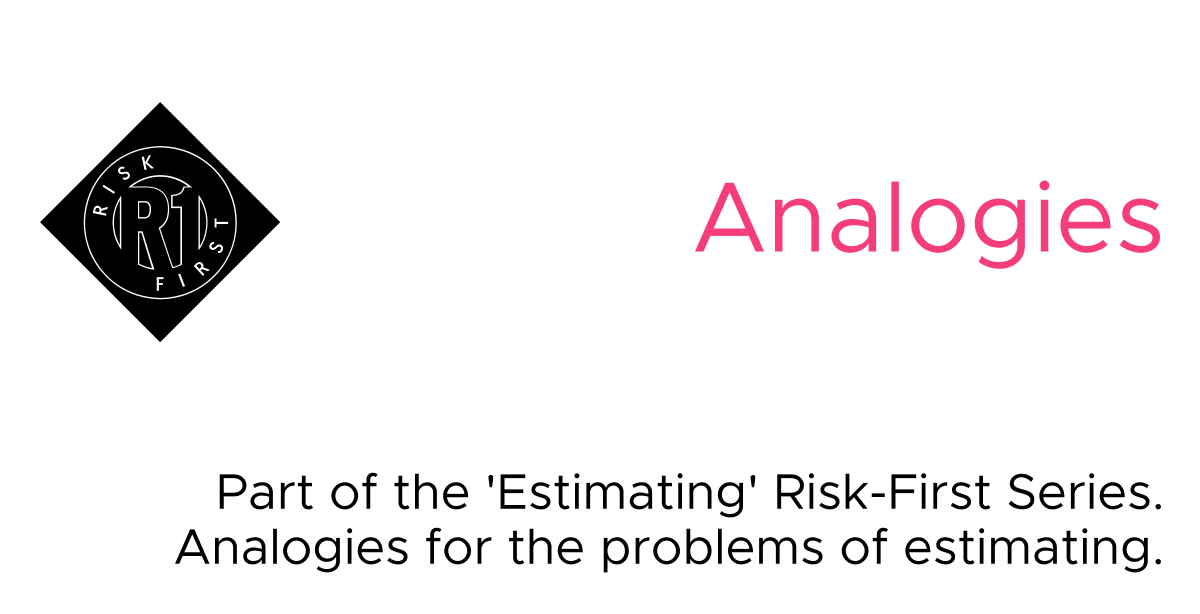 RISK
R1
FIRST
Analogies
Part of the 'Estimating' Risk-First Series.
Analogies for the problems of estimating.